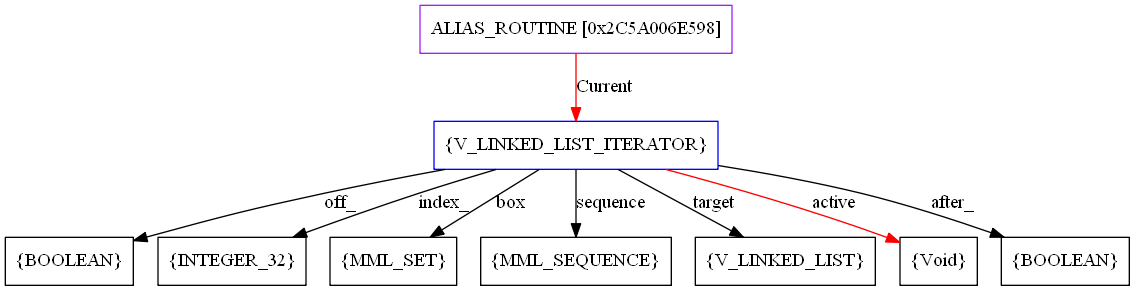 ALIAS_ROUTINE [0x2C5A006E598]
Current
{V_LINKED_LIST_ITERATOR}
off_
index_
box
sequence
target
active
after_
{BOOLEAN}
{INTEGER_32}
{MML_SET}
{MML_SEQUENCE}
{V_LINKED_LIST}
{Void}
{BOOLEAN}